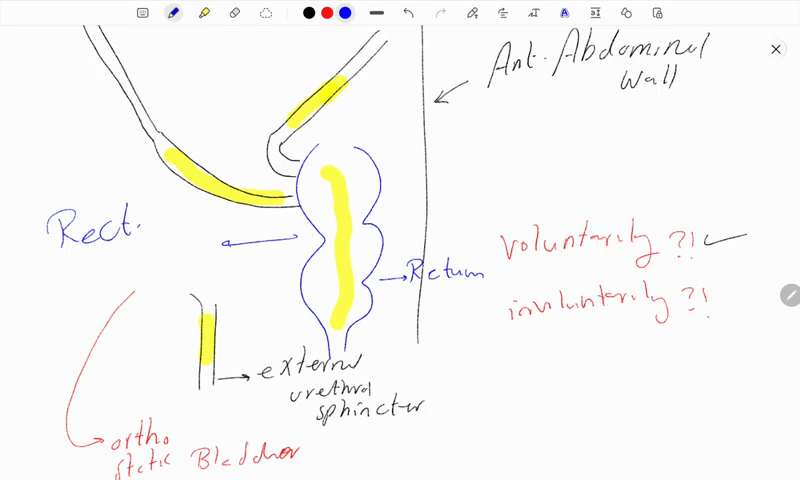 Ant. Abdominal
Wall
Rect.
Voluntarily ?!
Rectum
involuntarily ?!
external
urethral
sphincter
ortho
static Bladder